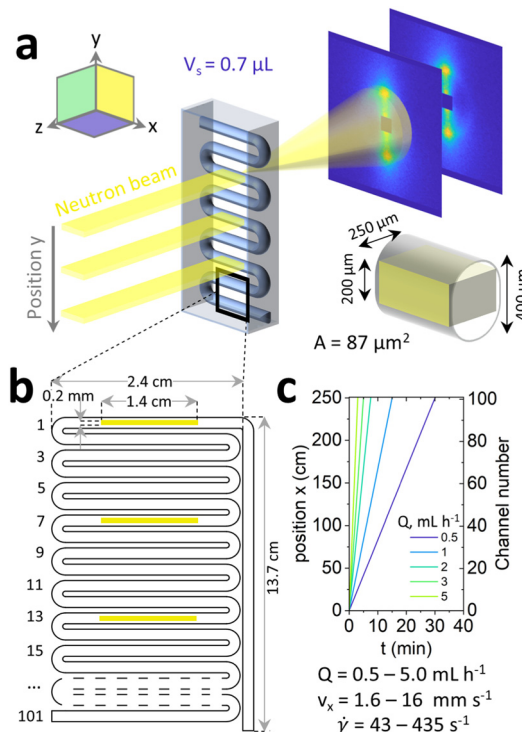 a
y
z
x
Vs = 0.7 µL
Neutron beam
Position y
250 µm
200 µm
400 µm
A = 87 µm²
b
2.4 cm
0.2 mm
1.4 cm
1
3
5
7
9
11
13
15
...
101
13.7 cm
c
250
200
150
100
50
0
position x (cm)
100
80
60
40
20
0
Channel number
Q, mL h⁻¹
0.5
1
2
3
5
0 10 20 30 40
t (min)
Q = 0.5 – 5.0 mL h⁻¹
vₓ = 1.6 – 16 mm s⁻¹
γ̇ = 43 – 435 s⁻¹